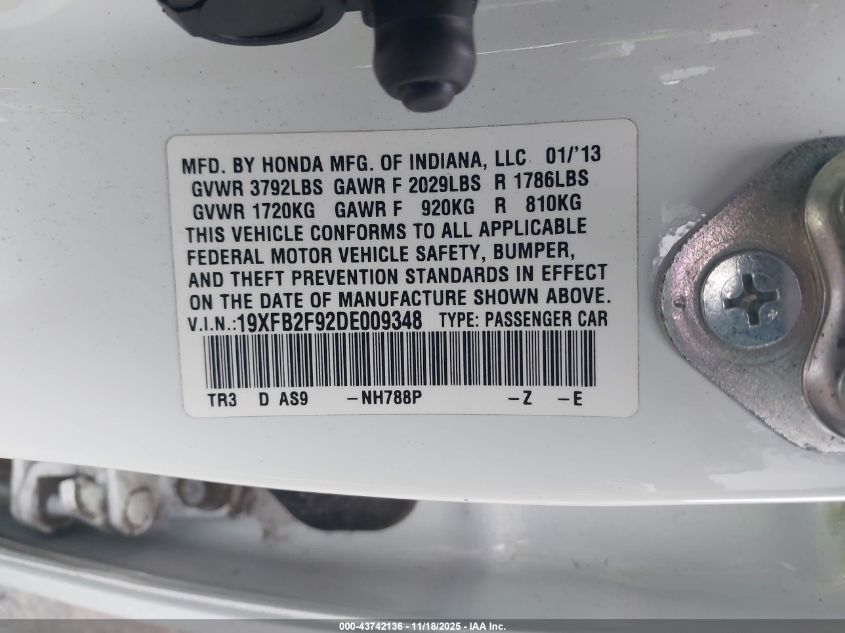 MFD. BY HONDA MFG. OF INDIANA, LLC 01/'13
GVWR 3792LBS GAWR F 2029LBS R 1786LBS
GVWR 1720KG GAWR F 920KG R 810KG
THIS VEHICLE CONFORMS TO ALL APPLICABLE
FEDERAL MOTOR VEHICLE SAFETY, BUMPER,
AND THEFT PREVENTION STANDARDS IN EFFECT
ON THE DATE OF MANUFACTURE SHOWN ABOVE.
V.I.N.:19XFB2F92DE009348 TYPE: PASSENGER CAR
TR3 D AS9 -NH788P -Z -E
000-43742136 - 11/18/2025 - IAA Inc.